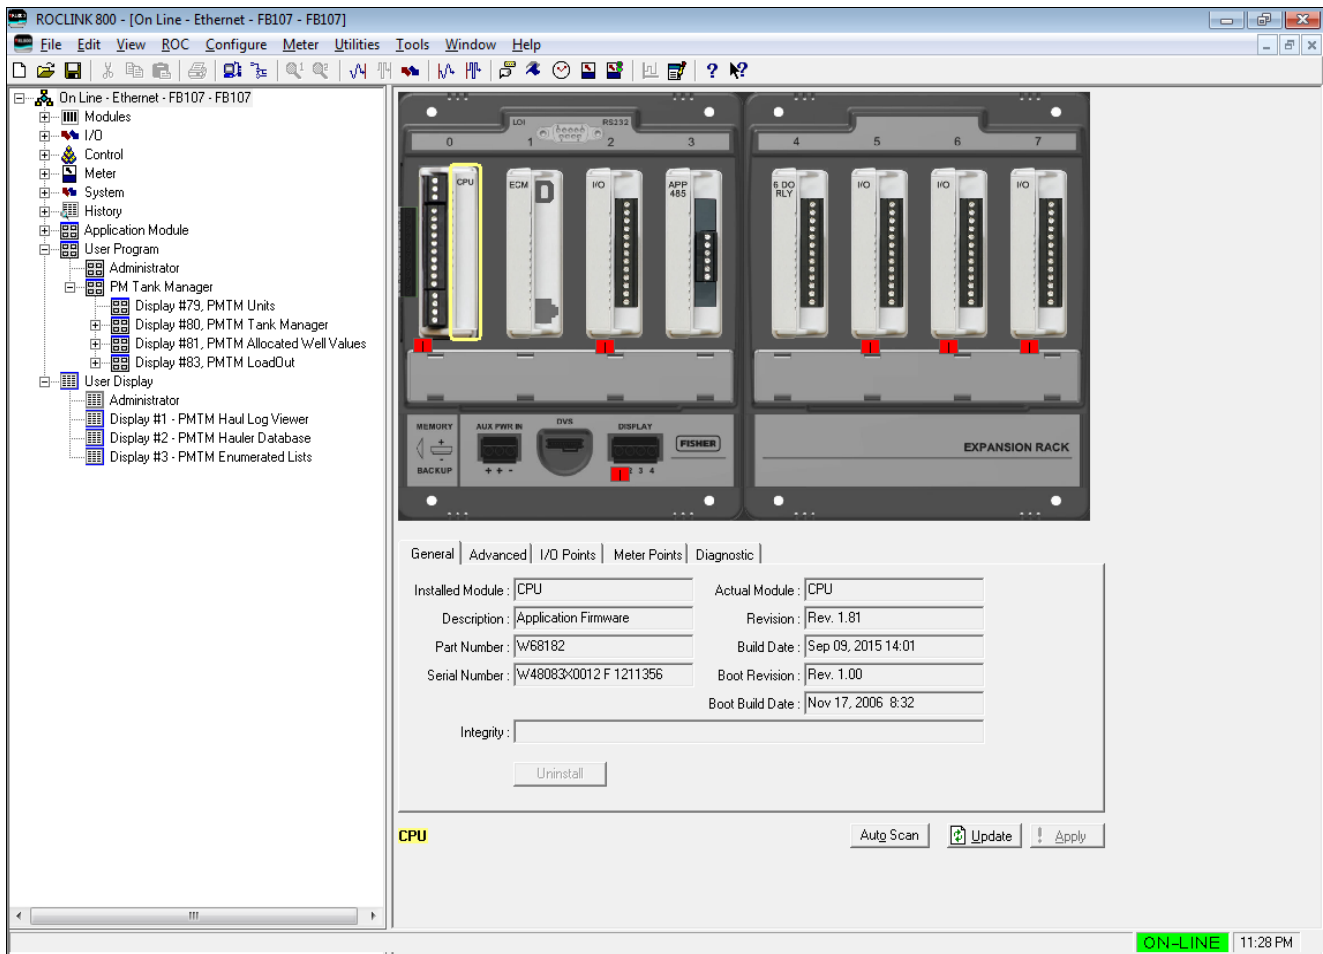 ROCLINK 800 - [On Line - Ethernet - FB107 - FB107]
File Edit View ROC Configure Meter Utilities Tools Window Help
On Line - Ethernet - FB107 - FB107
Modules
I/O
Control
Meter
System
History
Application Module
User Program
Administrator
PM Tank Manager
Display #79, PMTM Units
Display #80, PMTM Tank Manager
Display #81, PMTM Allocated Well Values
Display #83, PMTM LoadOut
User Display
Administrator
Display #1 - PMTM Haul Log Viewer
Display #2 - PMTM Hauler Database
Display #3 - PMTM Enumerated Lists
LOI RS232
0 1 2 3 4 5 6 7
CPU ECM I/O APP 485 6 DO RLY I/O I/O I/O
D
MEMORY AUX PWR IN DVS DISPLAY
FISHER EXPANSION RACK
+ -
BACKUP + + - 3 4
General Advanced I/O Points Meter Points Diagnostic
Installed Module : CPU Actual Module : CPU
Description : Application Firmware Revision : Rev. 1.81
Part Number : W68182 Build Date : Sep 09, 2015 14:01
Serial Number : W48083X0012 F 1211356 Boot Revision : Rev. 1.00
Boot Build Date : Nov 17, 2006 8:32
Integrity :
Uninstall
CPU Auto Scan Update ! Apply
ON-LINE 11:28 PM